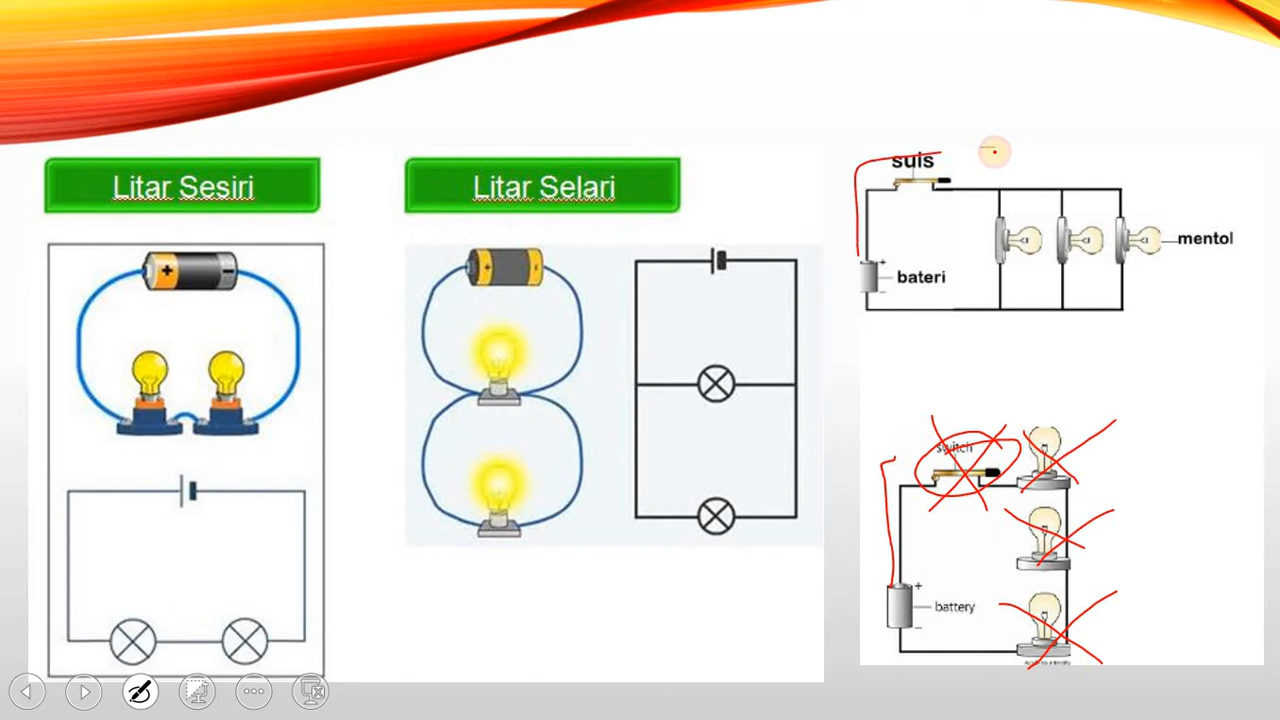 Litar Sesiri
Litar Selari
suis
+
bateri
-
mentol
switch
+
battery
-